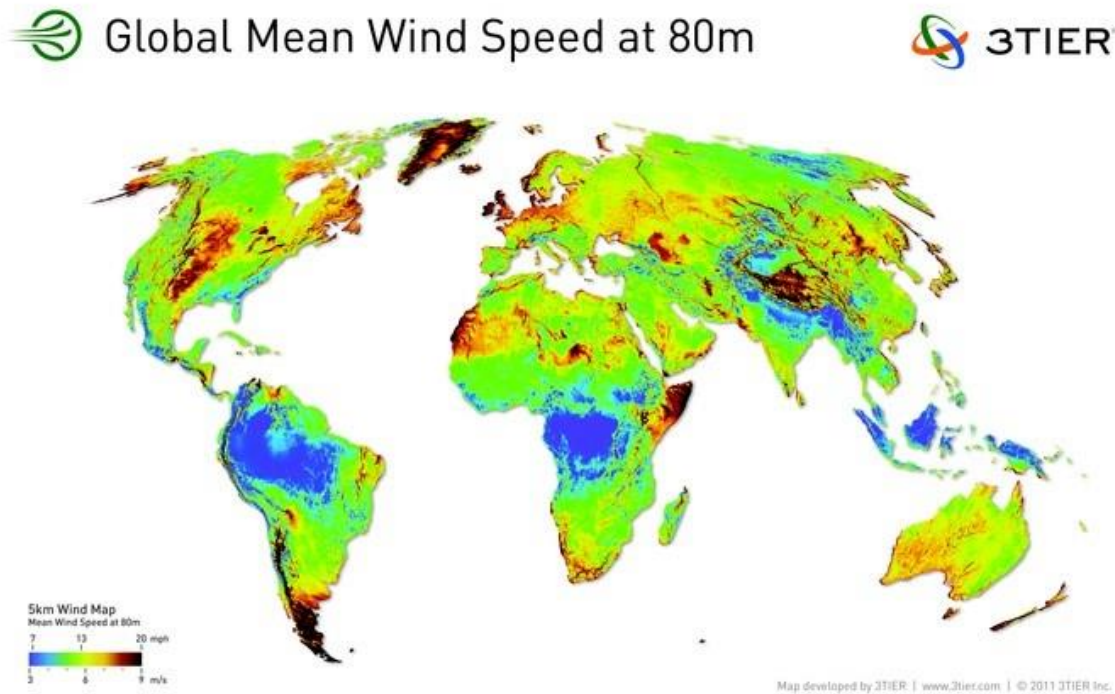 Global Mean Wind Speed at 80m
3TIER
5km Wind Map
Mean Wind Speed at 80m
7 13 20 mph
3 6 9 m/s
Map developed by 3TIER | www.3tier.com | © 2011 3TIER Inc.